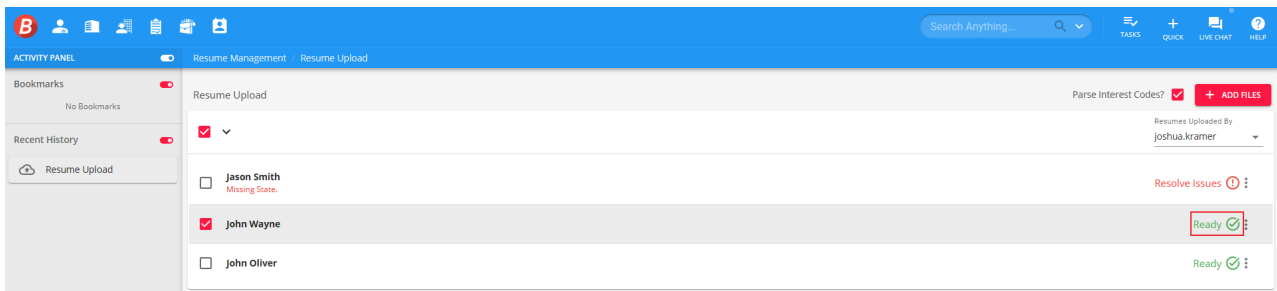 B
Search Anything...
TASKS
QUICK
LIVE CHAT
HELP
ACTIVITY PANEL
Resume Management / Resume Upload
Bookmarks
No Bookmarks
Recent History
Resume Upload
Resume Upload
Parse Interest Codes?
+ ADD FILES
Resumes Uploaded By
joshua.kramer
Jason Smith
Missing State.
Resolve Issues
John Wayne
Ready
John Oliver
Ready